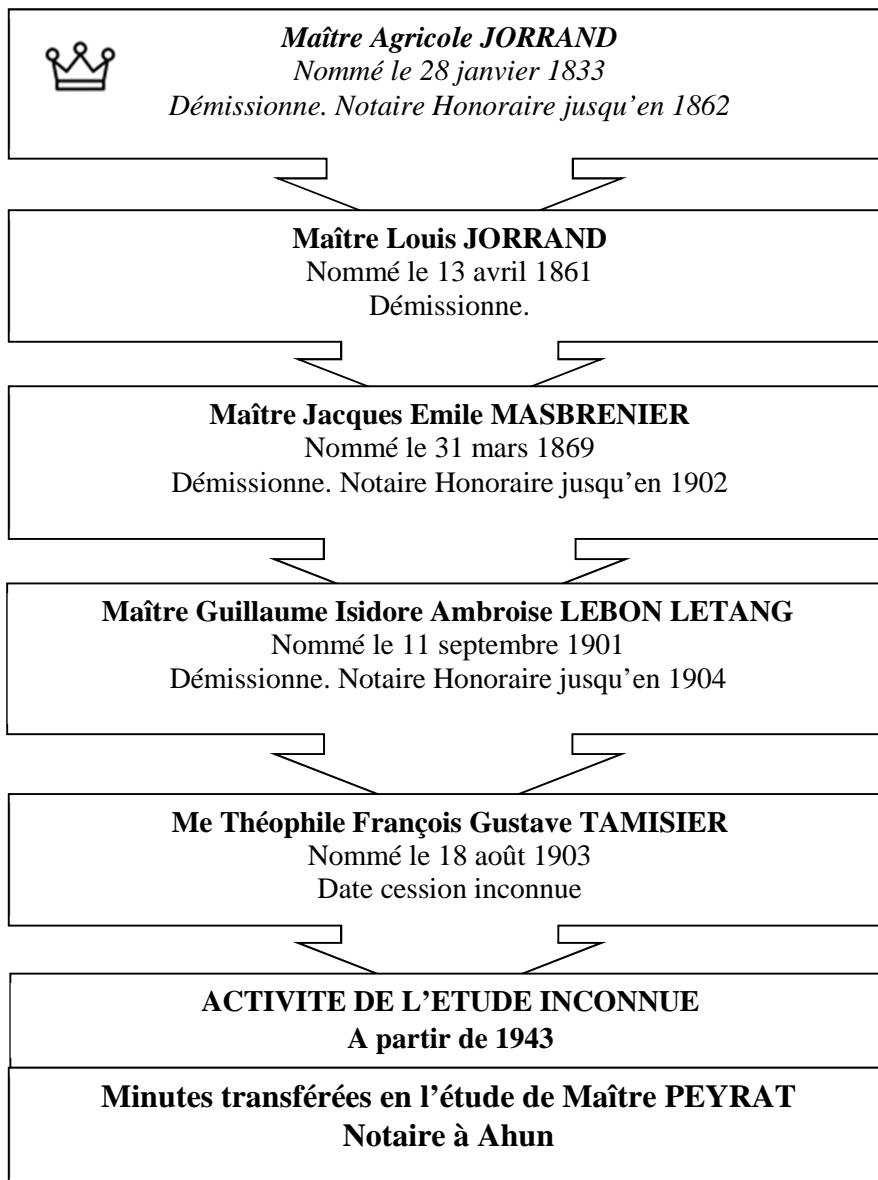 Maître Agricole JORRAND
Nommé le 28 janvier 1833
Démissionne. Notaire Honoraire jusqu’en 1862
Maître Louis JORRAND
Nommé le 13 avril 1861
Démissionne.
Maître Jacques Emile MASBRENIER
Nommé le 31 mars 1869
Démissionne. Notaire Honoraire jusqu’en 1902
Maître Guillaume Isidore Ambroise LEBON LETANG
Nommé le 11 septembre 1901
Démissionne. Notaire Honoraire jusqu’en 1904
Me Théophile François Gustave TAMISIER
Nommé le 18 août 1903
Date cession inconnue
ACTIVITE DE L’ETUDE INCONNUE
A partir de 1943
Minutes transférées en l’étude de Maître PEYRAT
Notaire à Ahun